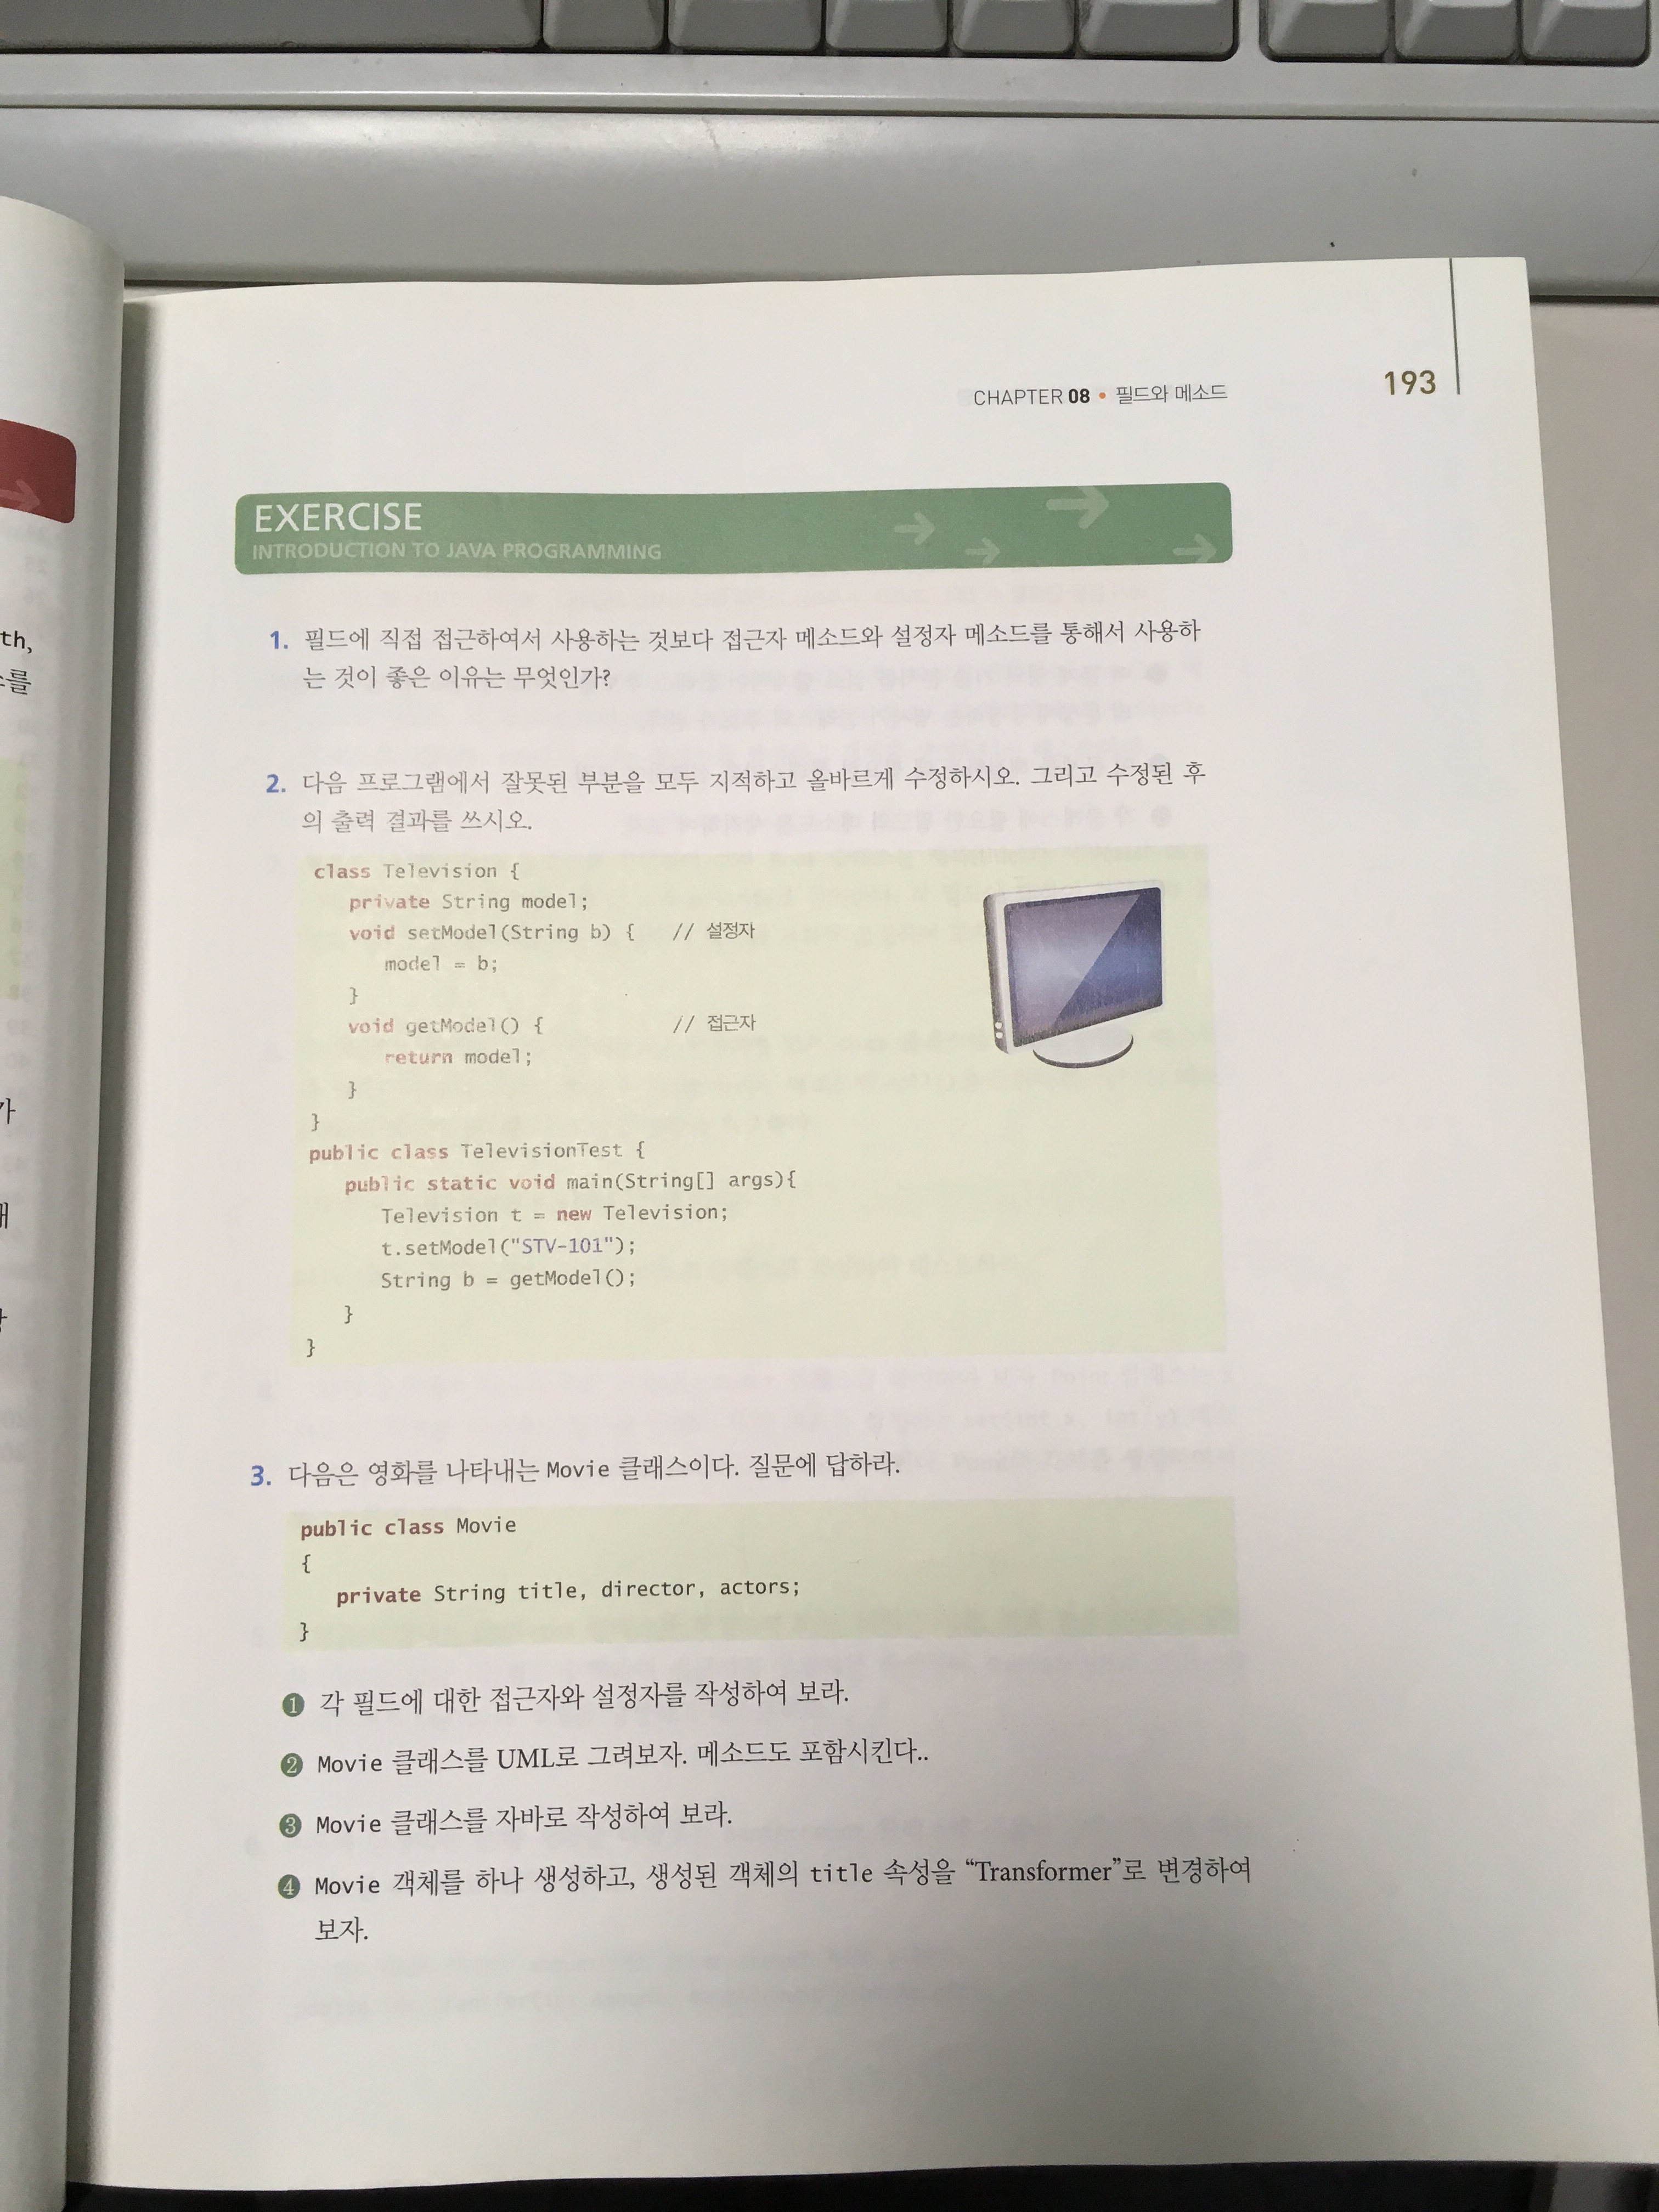 CHAPTER 08 • 필드와 메소드
193
EXERCISE
INTRODUCTION TO JAVA PROGRAMMING
th,
를
가
1. 필드에 직접 접근하여서 사용하는 것보다 접근자 메소드와 설정자 메소드를 통해서 사용하
는 것이 좋은 이유는 무엇인가?
2. 다음 프로그램에서 잘못된 부분을 모두 지적하고 올바르게 수정하시오. 그리고 수정된 후
의 출력 결과를 쓰시오.
class Television {
private String model;
void setModel(String b) { // 설정자
model = b;
}
void getModel() { // 접근자
return model;
}
}
public class TelevisionTest {
public static void main(String[] args){
Television t = new Television;
t.setModel("STV-101");
String b = getModel();
}
}
3. 다음은 영화를 나타내는 Movie 클래스이다. 질문에 답하라.
public class Movie
{
private String title, director, actors;
}
❶ 각 필드에 대한 접근자와 설정자를 작성하여 보라.
❷ Movie 클래스를 UML로 그려보자. 메소드도 포함시킨다..
❸ Movie 클래스를 자바로 작성하여 보라.
❹ Movie 객체를 하나 생성하고, 생성된 객체의 title 속성을 “Transformer”로 변경하여
보자.